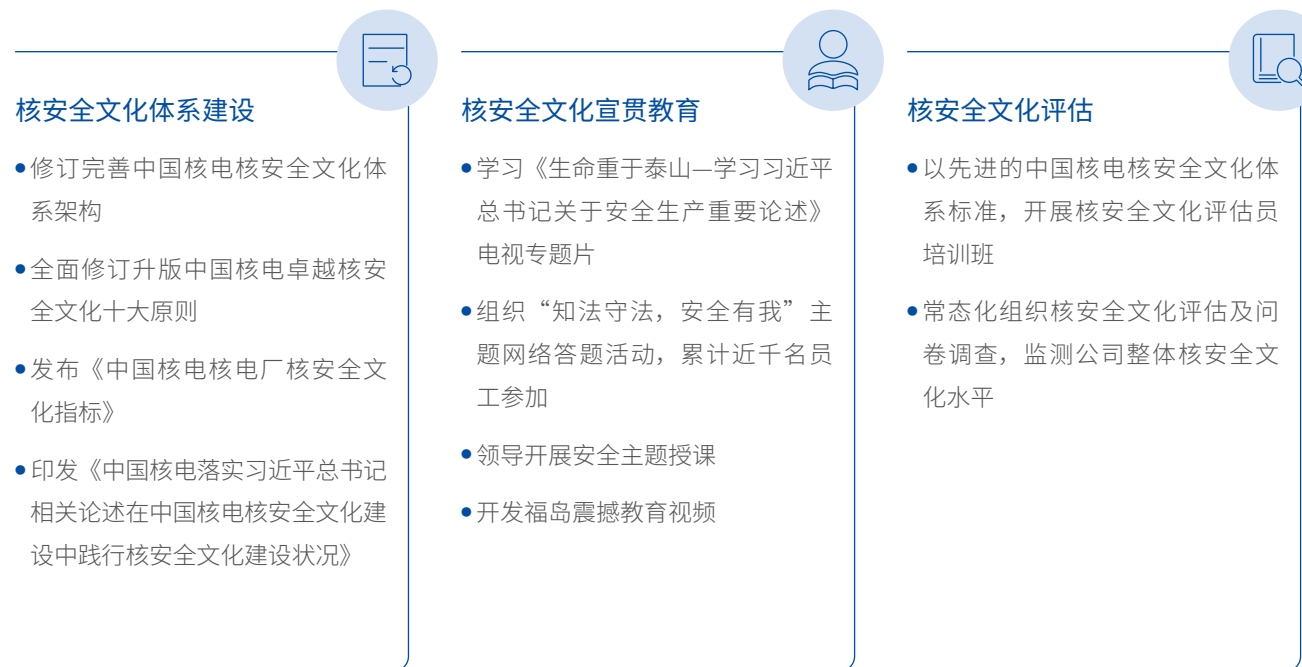 核安全文化体系建设
•修订完善中国核电核安全文化体
系架构
•全面修订升版中国核电卓越核安
全文化十大原则
•发布《中国核电核电厂核安全文
化指标》
•印发《中国核电落实习近平总书记
相关论述在中国核电核安全文化建
设中践行核安全文化建设状况》
核安全文化宣贯教育
•学习《生命重于泰山—学习习近平
总书记关于安全生产重要论述》
电视专题片
•组织“知法守法，安全有我”主
题网络答题活动，累计近千名员
工参加
•领导开展安全主题授课
•开发福岛震撼教育视频
核安全文化评估
•以先进的中国核电核安全文化体
系标准，开展核安全文化评估员
培训班
•常态化组织核安全文化评估及问
卷调查，监测公司整体核安全文
化水平